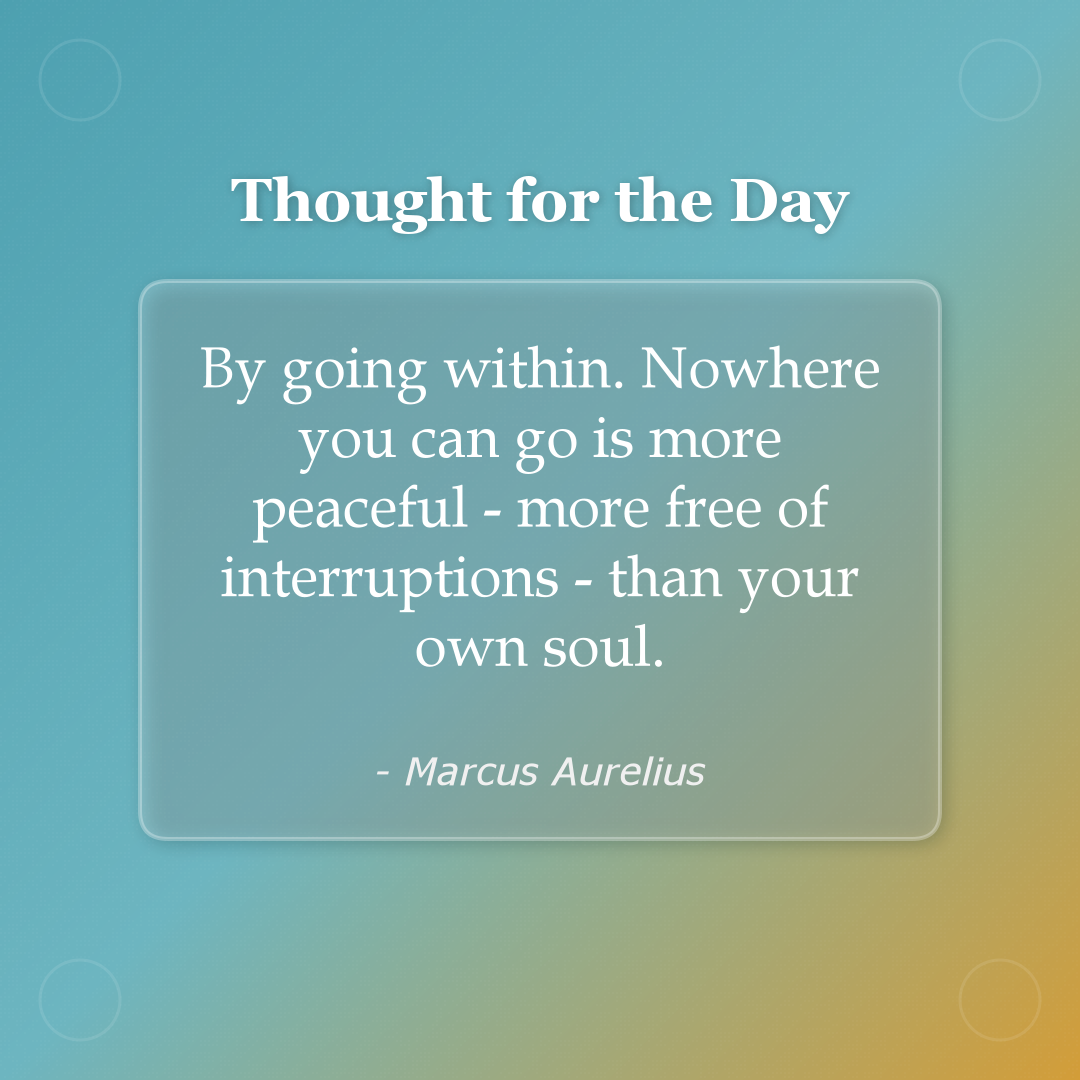 Thought for the Day
By going within. Nowhere
you can go is more
peaceful - more free of
interruptions - than your
own soul.
- Marcus Aurelius